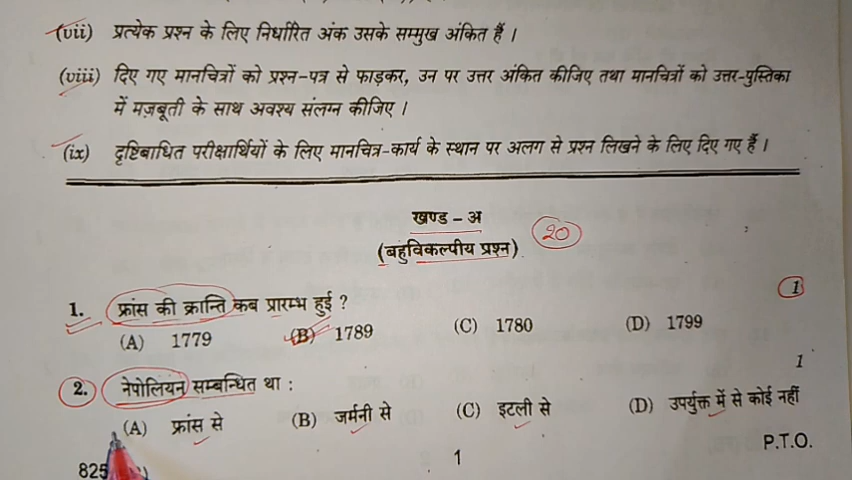 (vii) प्रत्येक प्रश्न के लिए निर्धारित अंक उसके सम्मुख अंकित हैं ।
(viii) दिए गए मानचित्रों को प्रश्न-पत्र से फाड़कर, उन पर उत्तर अंकित कीजिए तथा मानचित्रों को उत्तर-पुस्तिका
में मज़बूती के साथ अवश्य संलग्न कीजिए ।
(ix) दृष्टिबाधित परीक्षार्थियों के लिए मानचित्र-कार्य के स्थान पर अलग से प्रश्न लिखने के लिए दिए गए हैं ।
खण्ड - अ
(बहुविकल्पीय प्रश्न) 20
1. फ्रांस की क्रान्ति कब प्रारम्भ हुई ? 1
(A) 1779 (B) 1789 (C) 1780 (D) 1799
2. नेपोलियन सम्बन्धित था : 1
(A) फ्रांस से (B) जर्मनी से (C) इटली से (D) उपर्युक्त में से कोई नहीं
825 1 P.T.O.